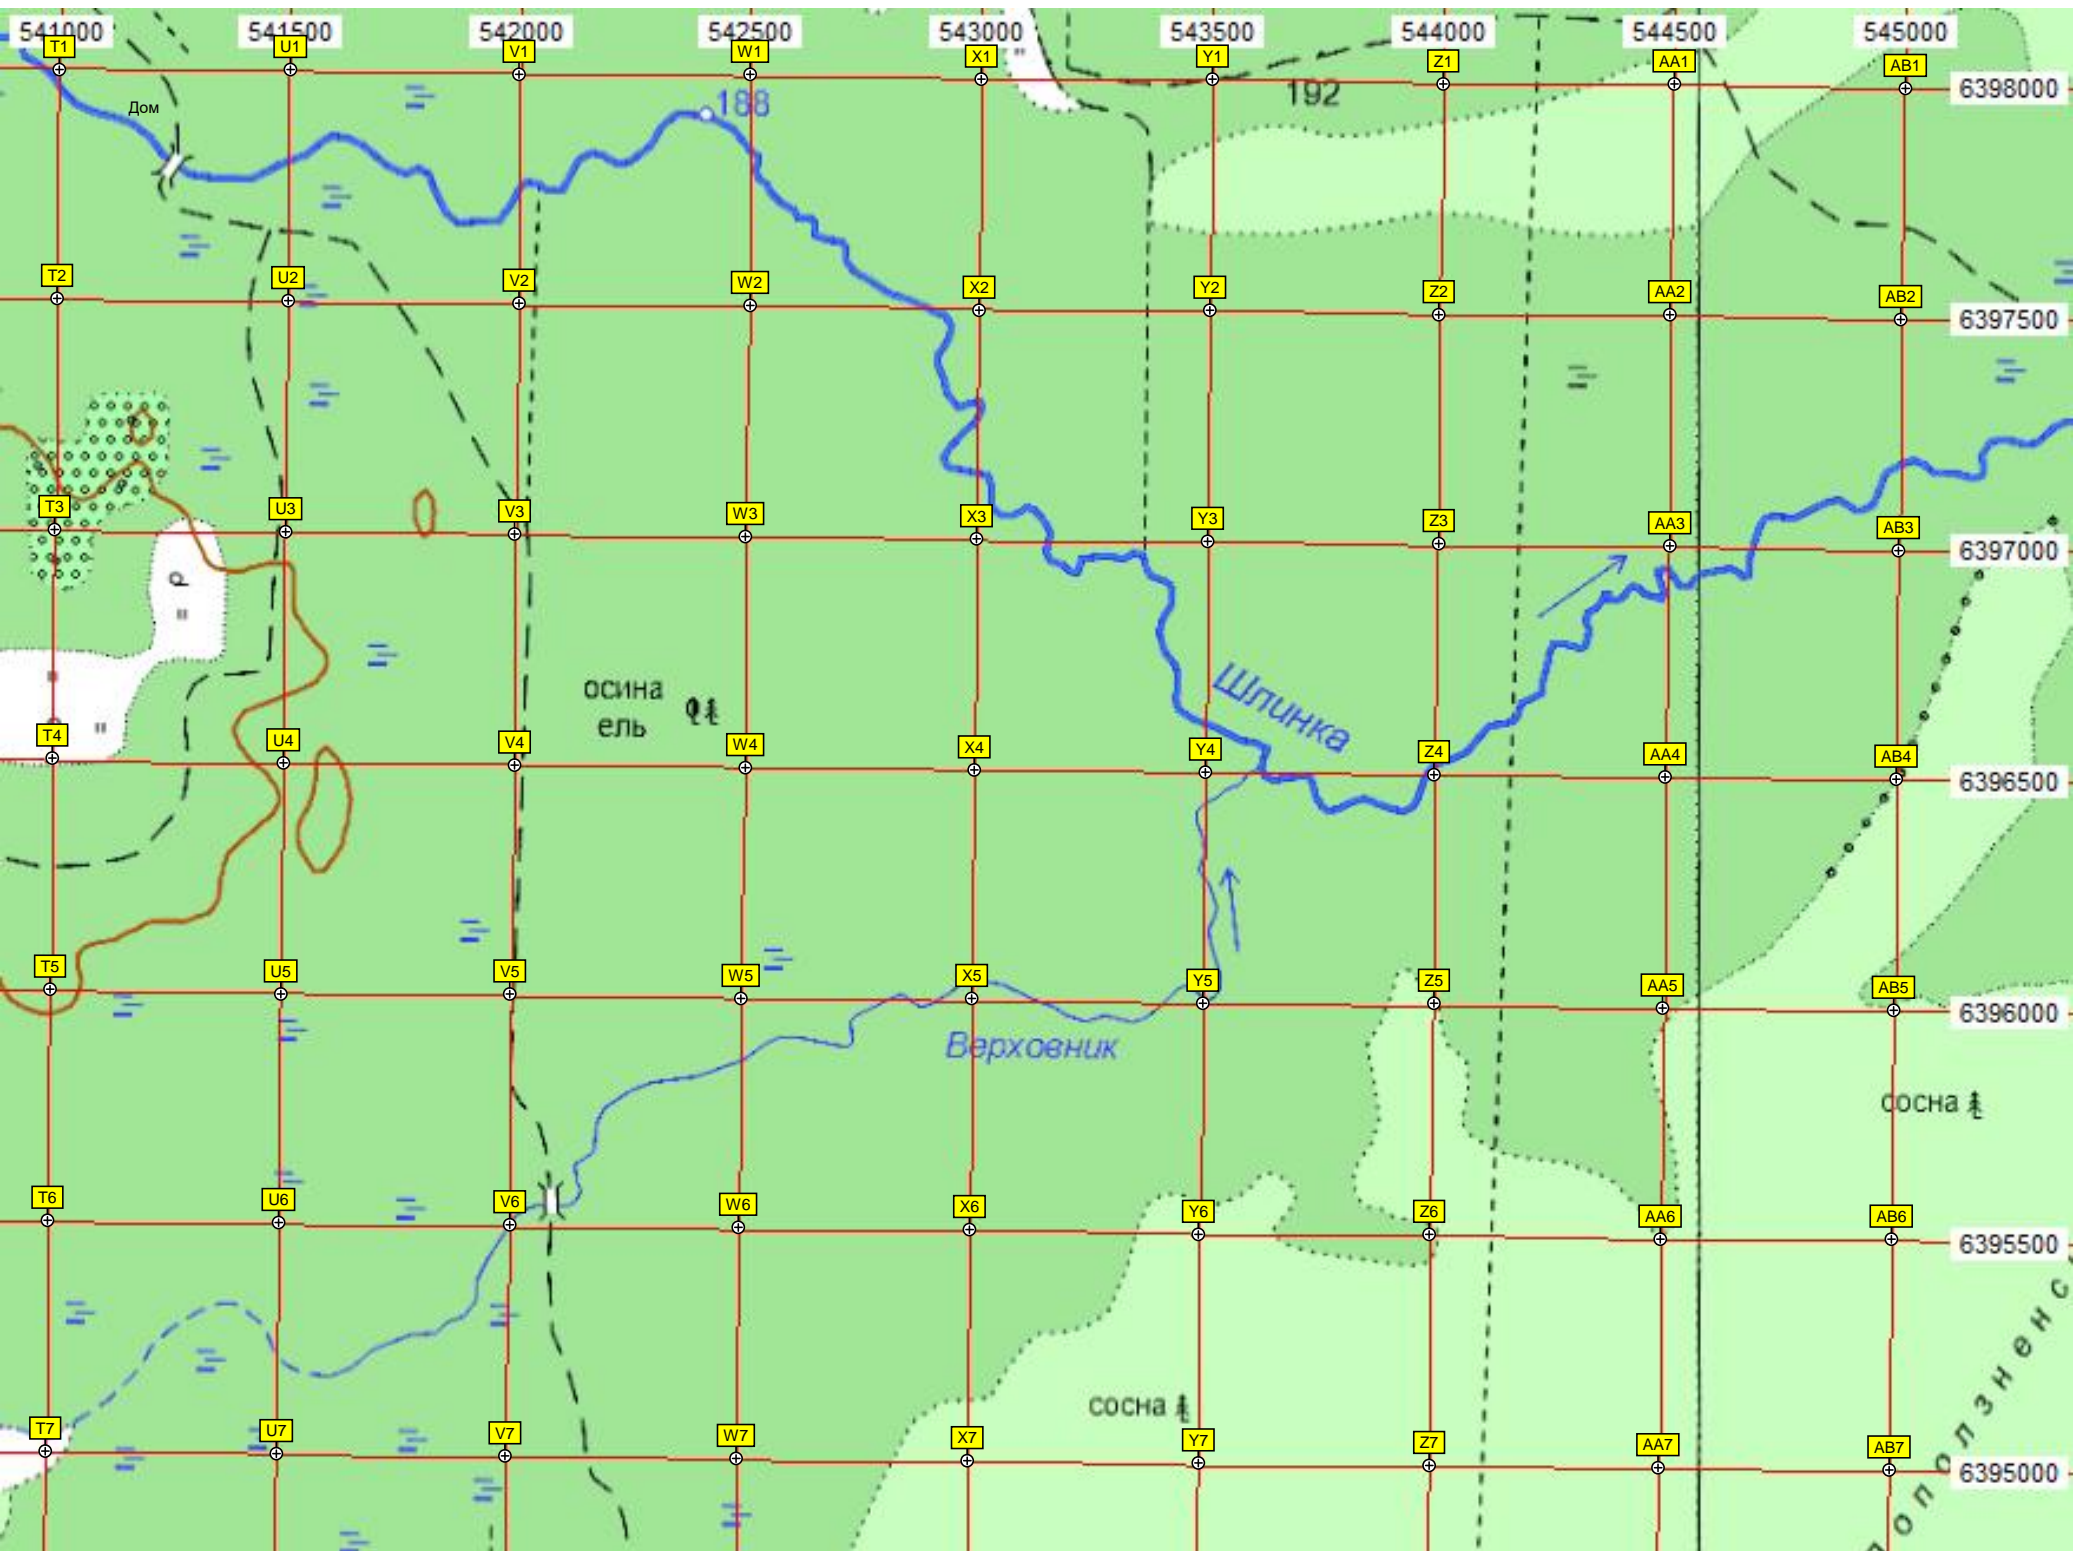 541000 541500 542000 542500 543000 543500 544000 544500 545000
T1 U1 V1 W1 X1 Y1 Z1 AA1 AB1
6398000
Дом
188
192
T2 U2 V2 W2 X2 Y2 Z2 AA2 AB2
6397500
T3 U3 V3 W3 X3 Y3 Z3 AA3 AB3
6397000
р
осина
ель
Шлинка
T4 U4 V4 W4 X4 Y4 Z4 AA4 AB4
6396500
T5 U5 V5 W5 X5 Y5 Z5 AA5 AB5
6396000
Верховник
сосна
T6 U6 V6 W6 X6 Y6 Z6 AA6 AB6
6395500
сосна
T7 U7 V7 W7 X7 Y7 Z7 AA7 AB7
6395000
оползненс